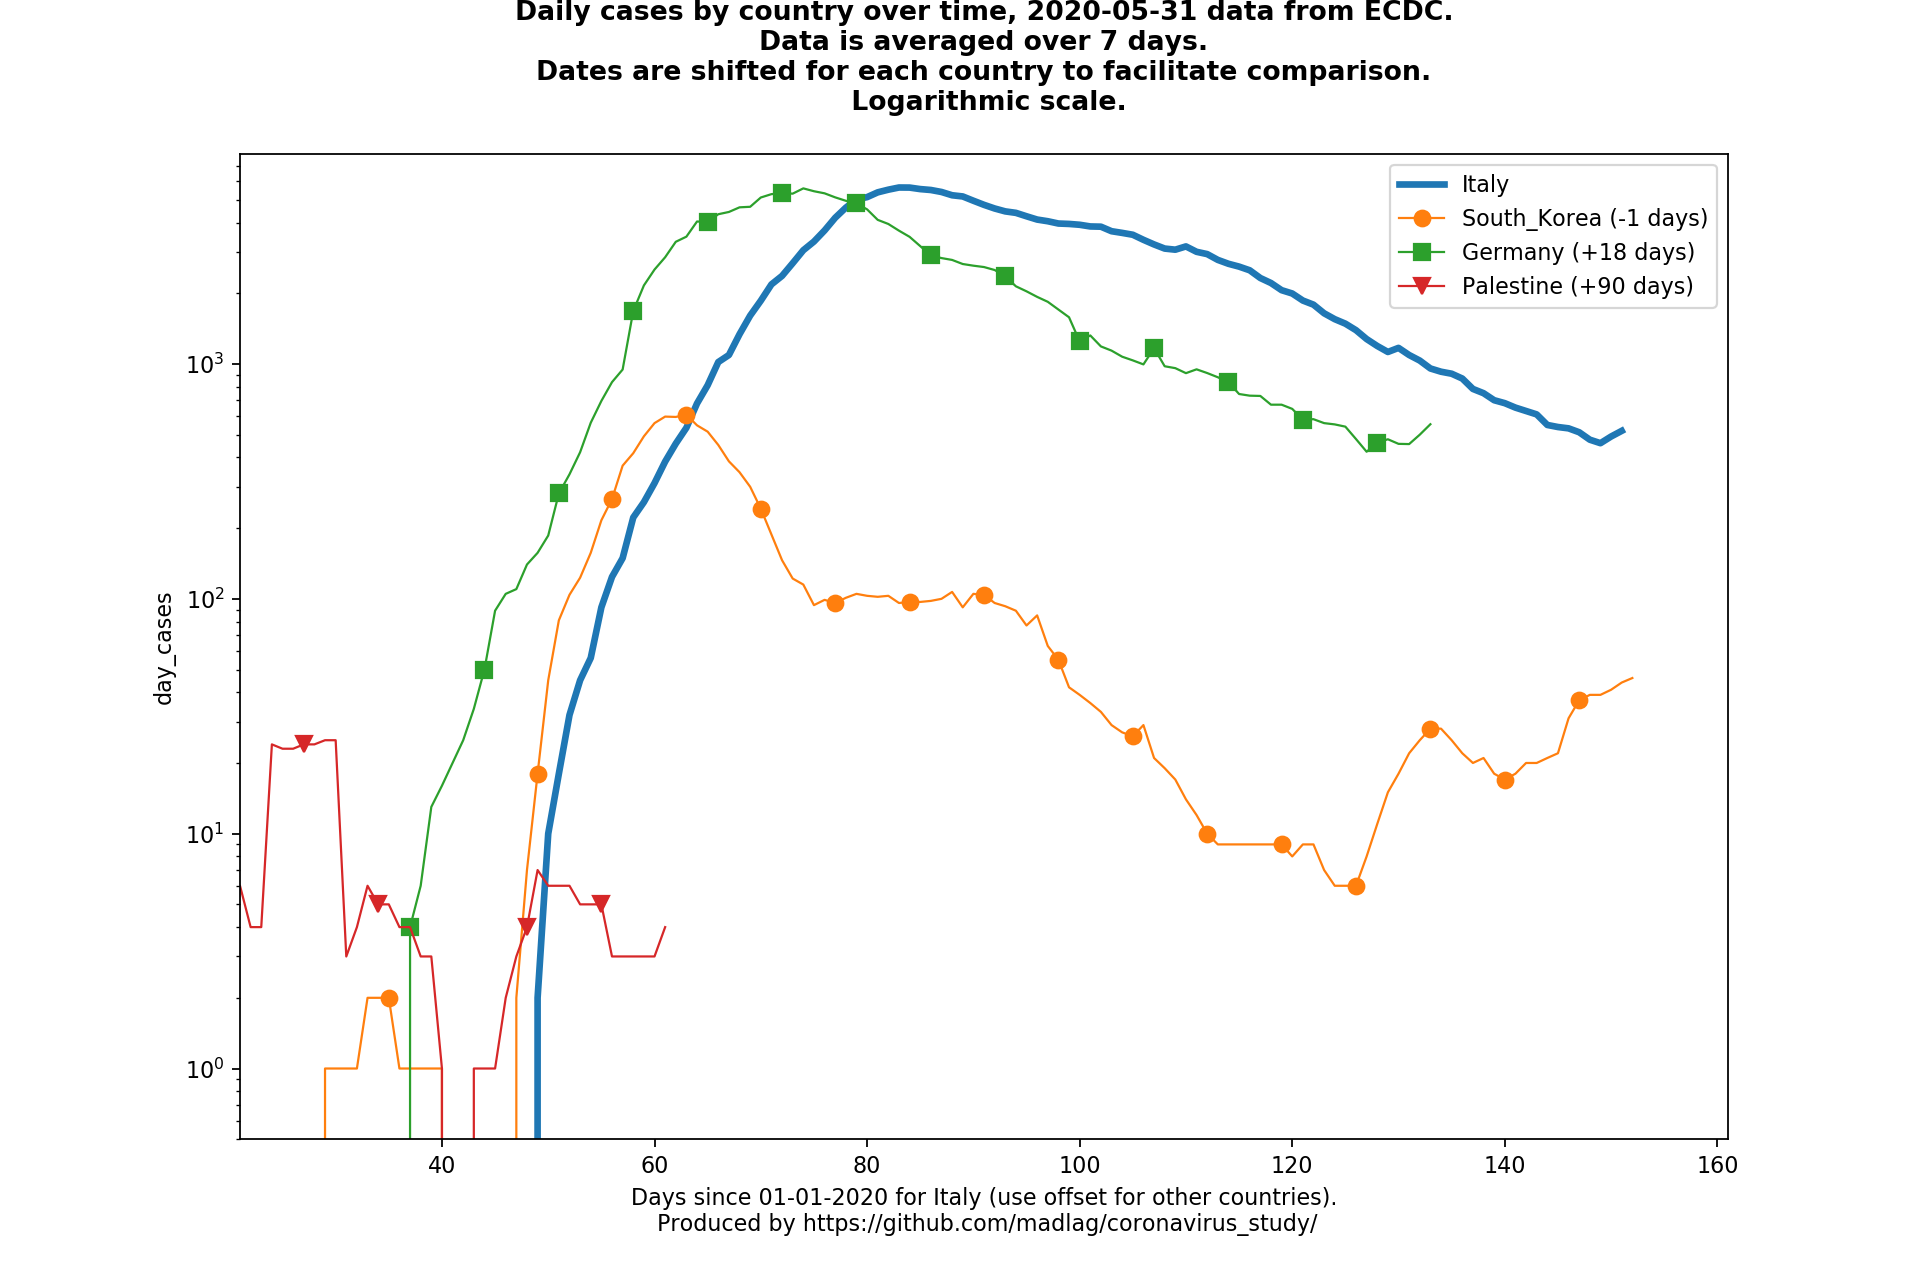 Daily cases by country over time, 2020-05-31 data from ECDC.
Data is averaged over 7 days.
Dates are shifted for each country to facilitate comparison.
Logarithmic scale.
Italy
South_Korea (-1 days)
Germany (+18 days)
Palestine (+90 days)
day_cases
10³
10²
10¹
10⁰
40 60 80 100 120 140 160
Days since 01-01-2020 for Italy (use offset for other countries).
Produced by https://github.com/madlag/coronavirus_study/